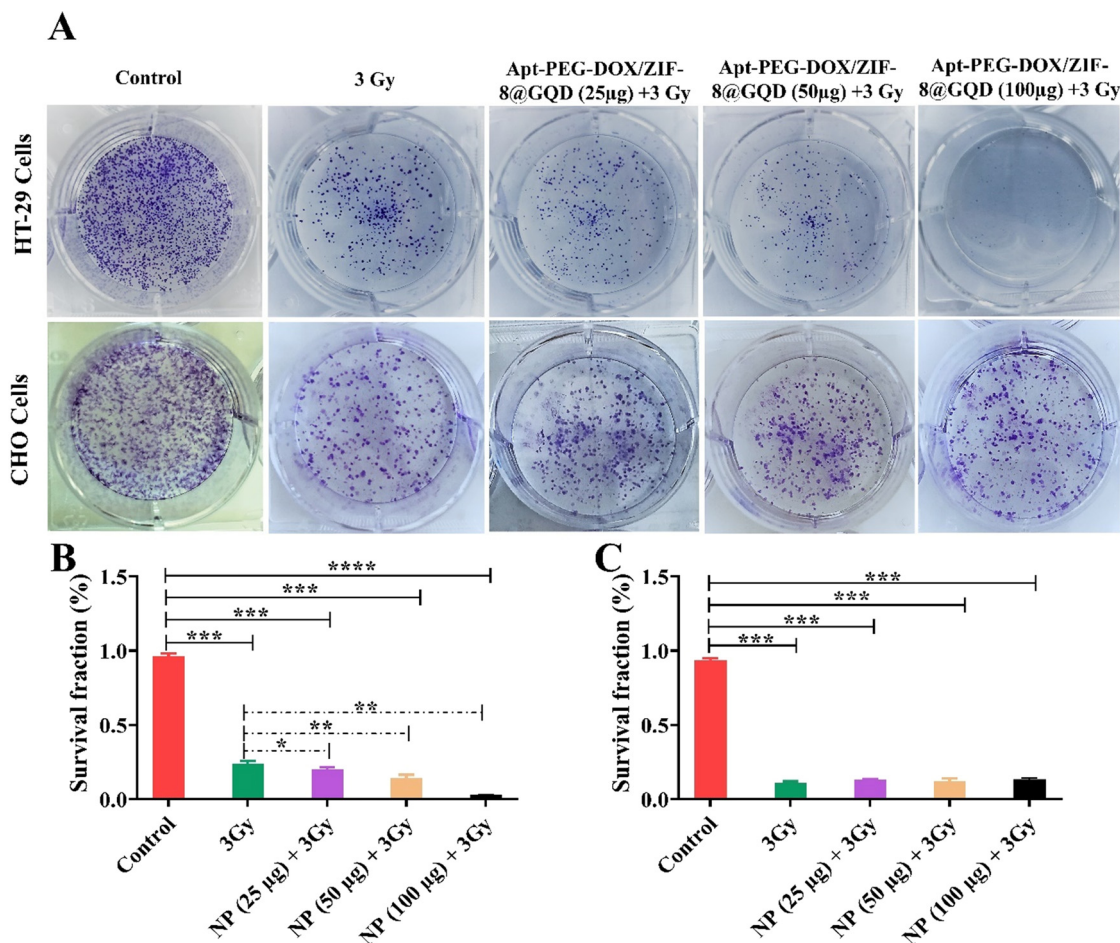 A
Control
3 Gy
Apt-PEG-DOX/ZIF-
8@GQD (25µg) +3 Gy
Apt-PEG-DOX/ZIF-
8@GQD (50µg) +3 Gy
Apt-PEG-DOX/ZIF-
8@GQD (100µg) +3 Gy
HT-29 Cells
CHO Cells
B
Survival fraction (%)
1.5
1.0
0.5
0.0
****
***
***
***
**
**
*
Control
3Gy
NP (25 µg) + 3Gy
NP (50 µg) + 3Gy
NP (100 µg) + 3Gy
C
Survival fraction (%)
1.5
1.0
0.5
0.0
***
***
***
***
Control
3Gy
NP (25 µg) + 3Gy
NP (50 µg) + 3Gy
NP (100 µg) + 3Gy